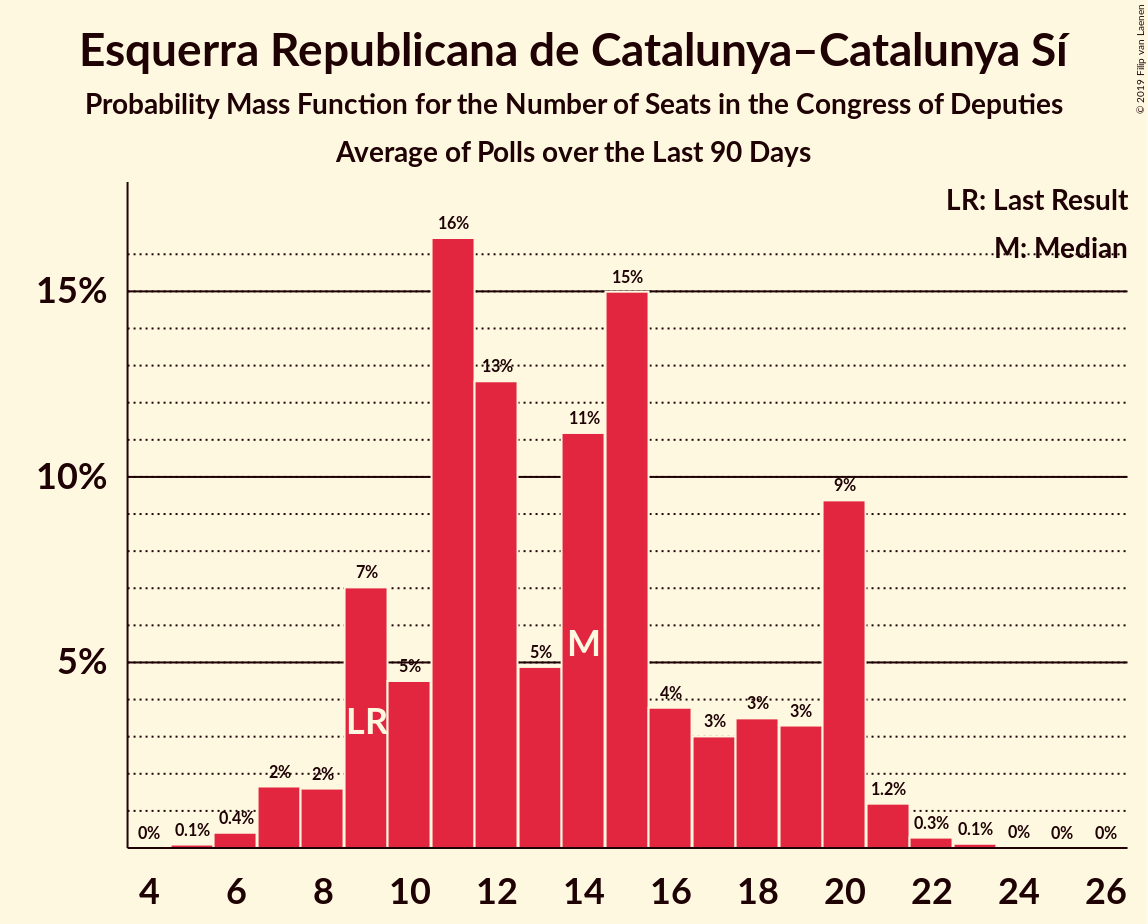 Esquerra Republicana de Catalunya–Catalunya Sí
Probability Mass Function for the Number of Seats in the Congress of Deputies
Average of Polls over the Last 90 Days
© 2019 Filip van Laenen
LR: Last Result
M: Median
15%
10%
5%
0%
0.1%
0.4%
2%
2%
7%
5%
16%
13%
5%
11%
15%
4%
3%
3%
3%
9%
1.2%
0.3%
0.1%
0%
0%
0%
LR
M
4 6 8 10 12 14 16 18 20 22 24 26